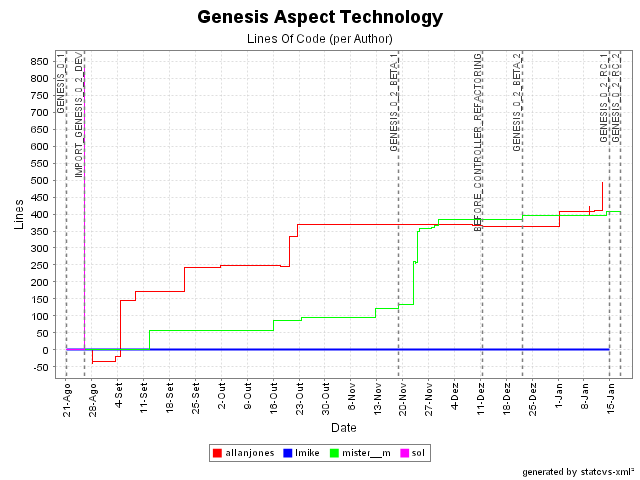 Genesis Aspect Technology
Lines Of Code (per Author)
GENESIS_0_1
IMPORT_GENESIS_0_2_DEV
GENESIS_0_2_BETA_1
BEFORE_CONTROLLER_REFACTORING
GENESIS_0_2_BETA_2
GENESIS_0_2_RC_1
GENESIS_0_2_RC_2
Lines
850
800
750
700
650
600
550
500
450
400
350
300
250
200
150
100
50
0
-50
21-Ago
28-Ago
4-Set
11-Set
18-Set
25-Set
2-Out
9-Out
16-Out
23-Out
30-Out
6-Nov
13-Nov
20-Nov
27-Nov
4-Dez
11-Dez
18-Dez
25-Dez
1-Jan
8-Jan
15-Jan
Date
allanjones lmike mister__m sol
generated by statcvs-xml²